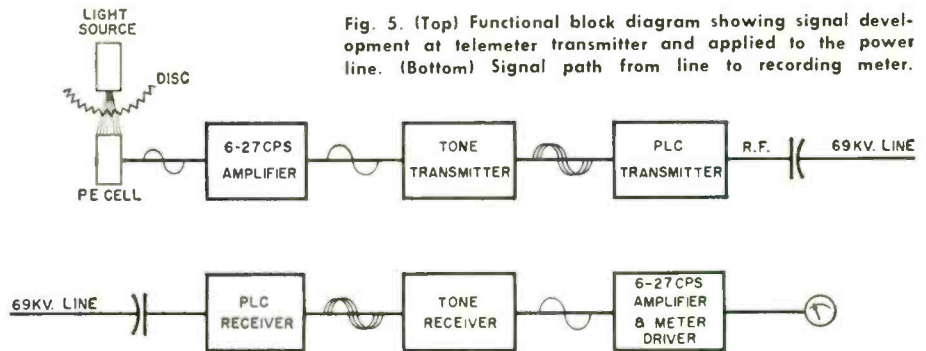 LIGHT
SOURCE
Fig. 5. (Top) Functional block diagram showing signal devel-
opment at telemeter transmitter and applied to the power
line. (Bottom) Signal path from line to recording meter.
DISC
PE CELL
6-27CPS
AMPLIFIER
TONE
TRANSMITTER
PLC
TRANSMITTER
R.F.
69KV. LINE
69KV. LINE
PLC
RECEIVER
TONE
RECEIVER
6-27CPS
AMPLIFIER
& METER
DRIVER